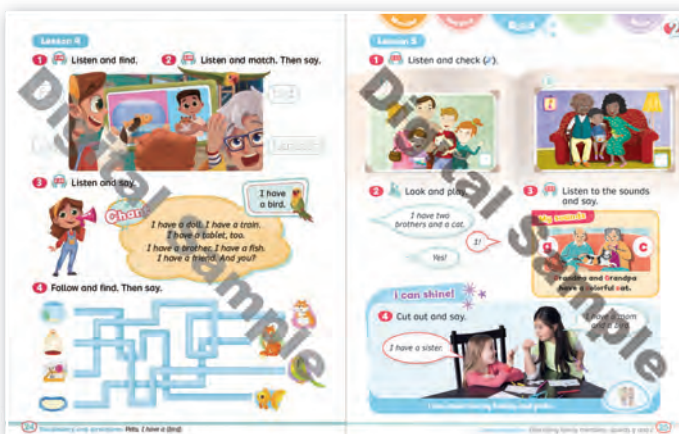 Lesson 4
1 Listen and find.
2 Listen and match. Then say.
3 Listen and say.
I have
a bird.
Chant
I have a doll. I have a train.
I have a tablet, too.
I have a brother. I have a fish.
I have a friend. And you?
4 Follow and find. Then say.
Pets, I have a (bird)
Lesson 5
1 Listen and check (✓).
2 Look and play.
I have two
brothers and a cat.
1!
Yes!
3 Listen to the sounds
and say.
My sounds
g
c
Grandma and Grandpa
have a colorful cat.
I can shine!
4 Cut out and say.
I have a sister.
I have a mom
and a bird.
Digital Sample
Digital Sample